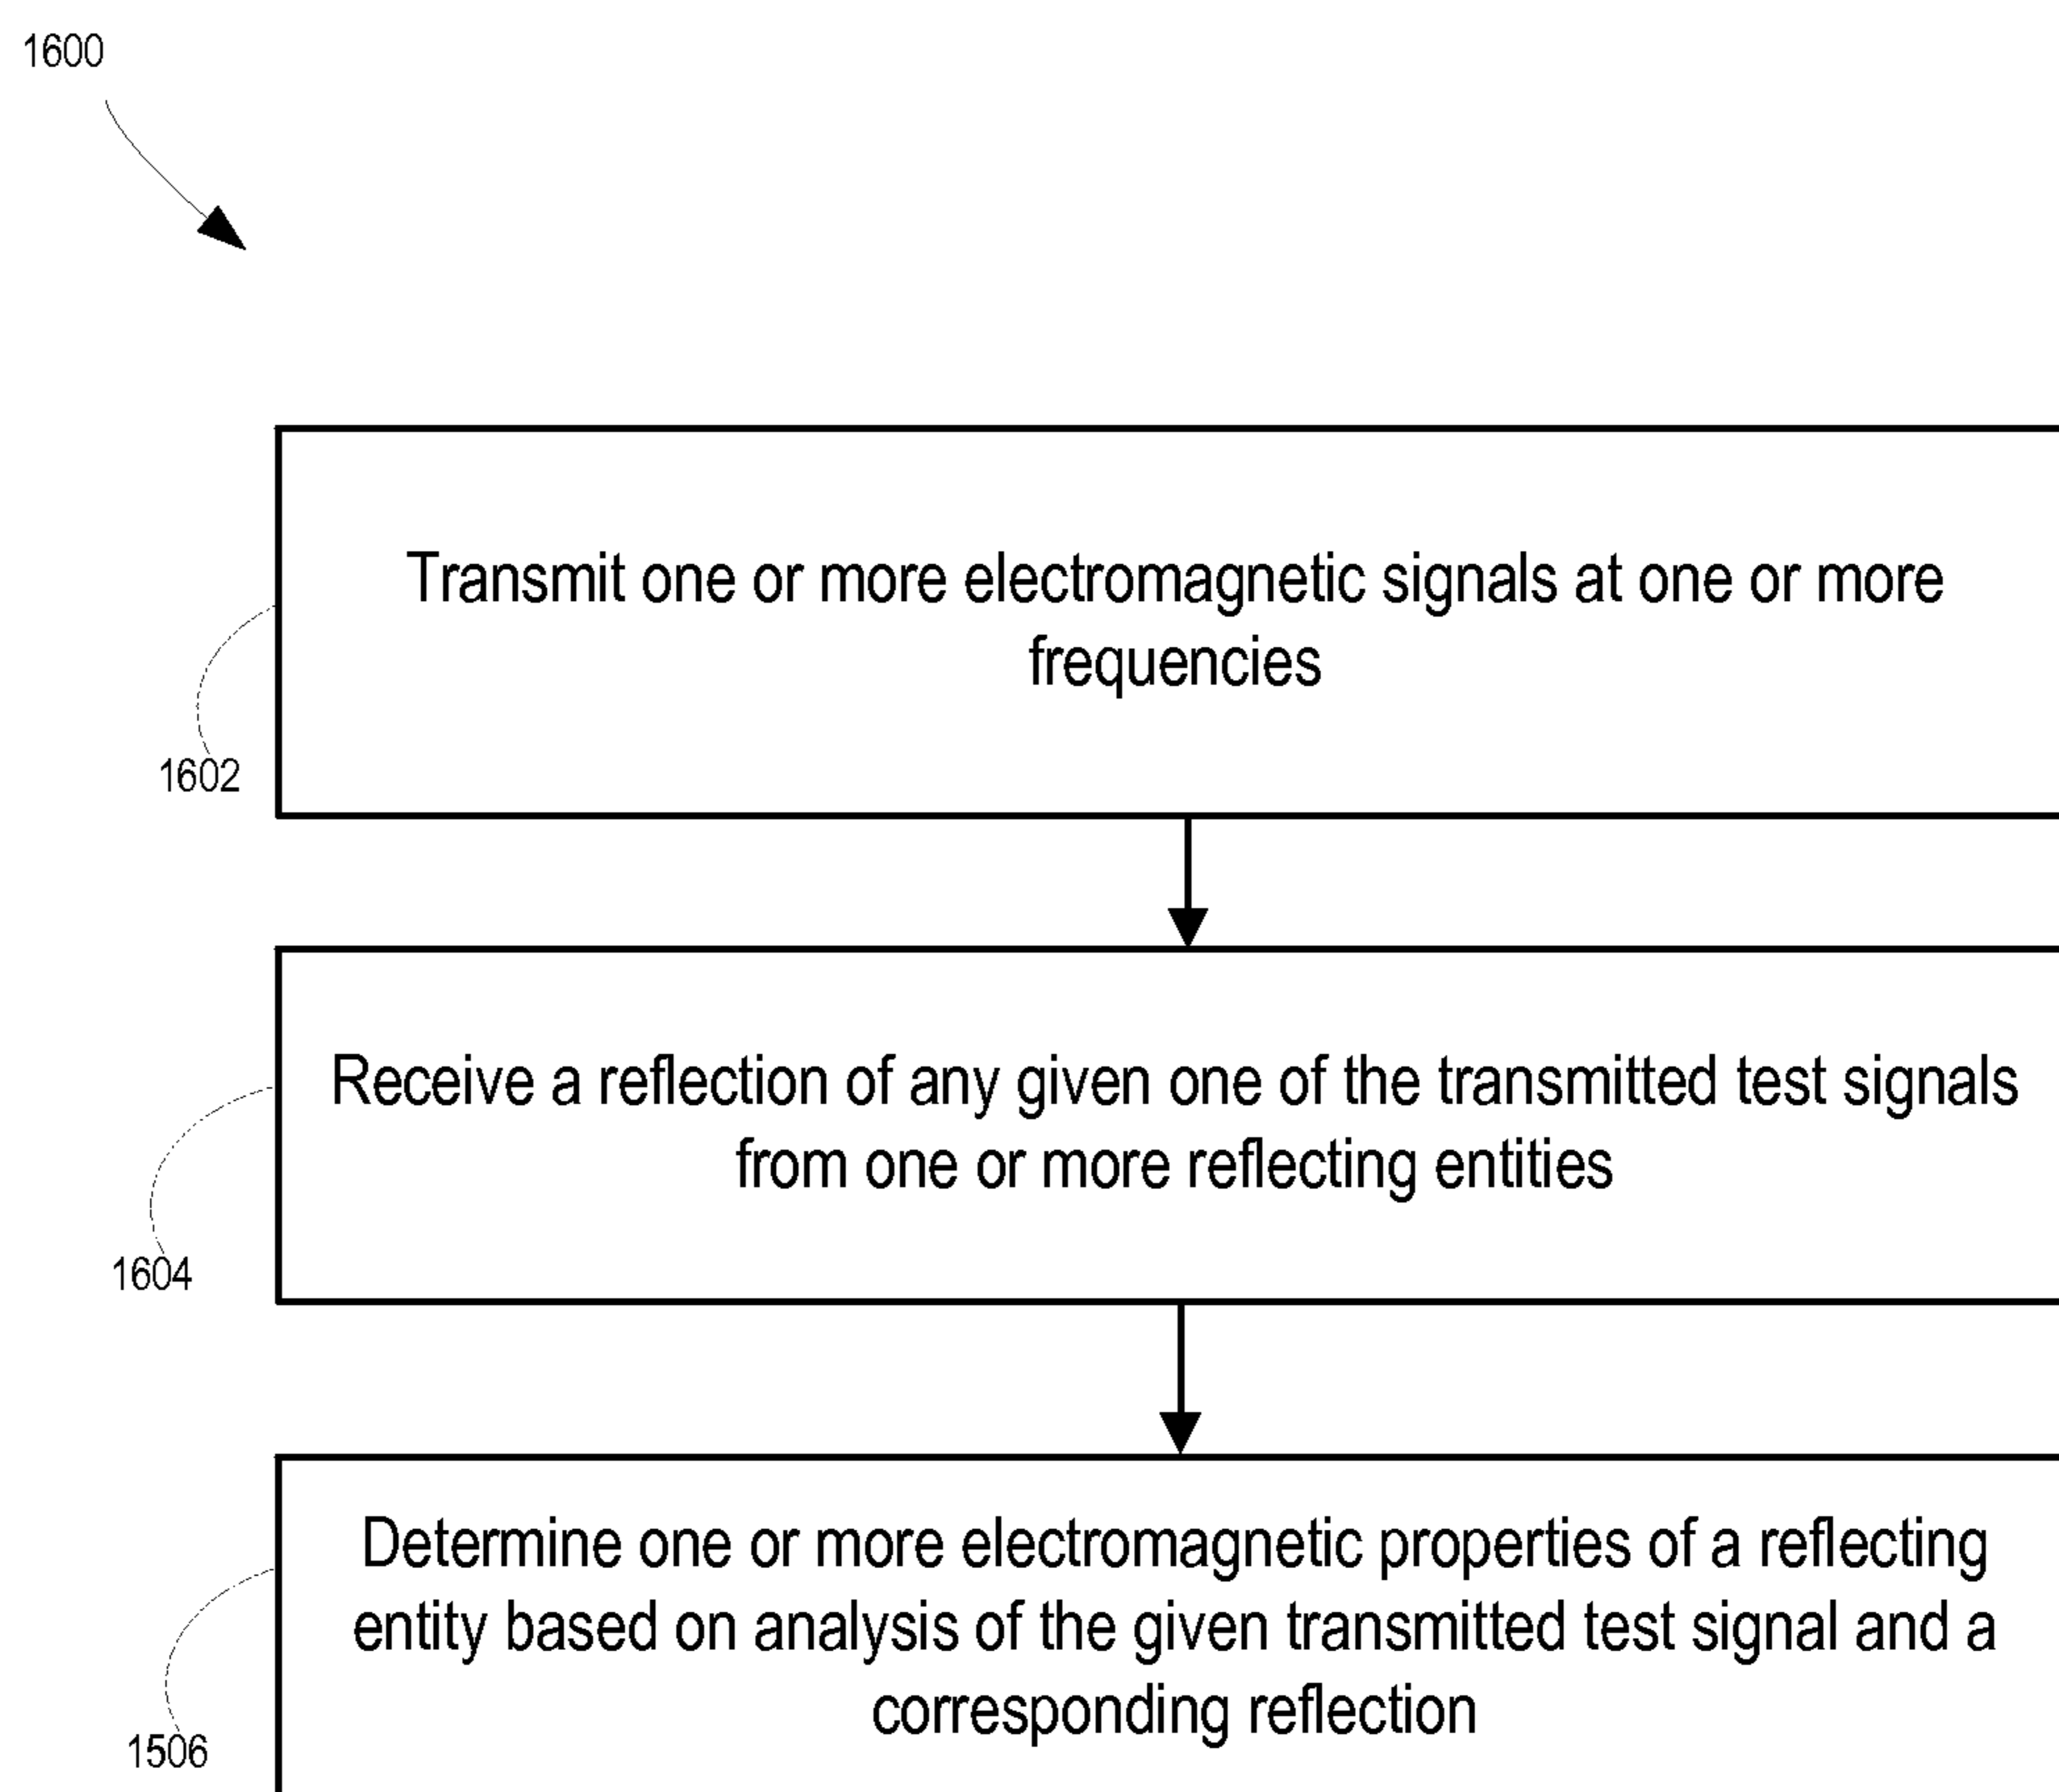 1600
Transmit one or more electromagnetic signals at one or more
frequencies
1602
Receive a reflection of any given one of the transmitted test signals
from one or more reflecting entities
1604
Determine one or more electromagnetic properties of a reflecting
entity based on analysis of the given transmitted test signal and a
corresponding reflection
1506